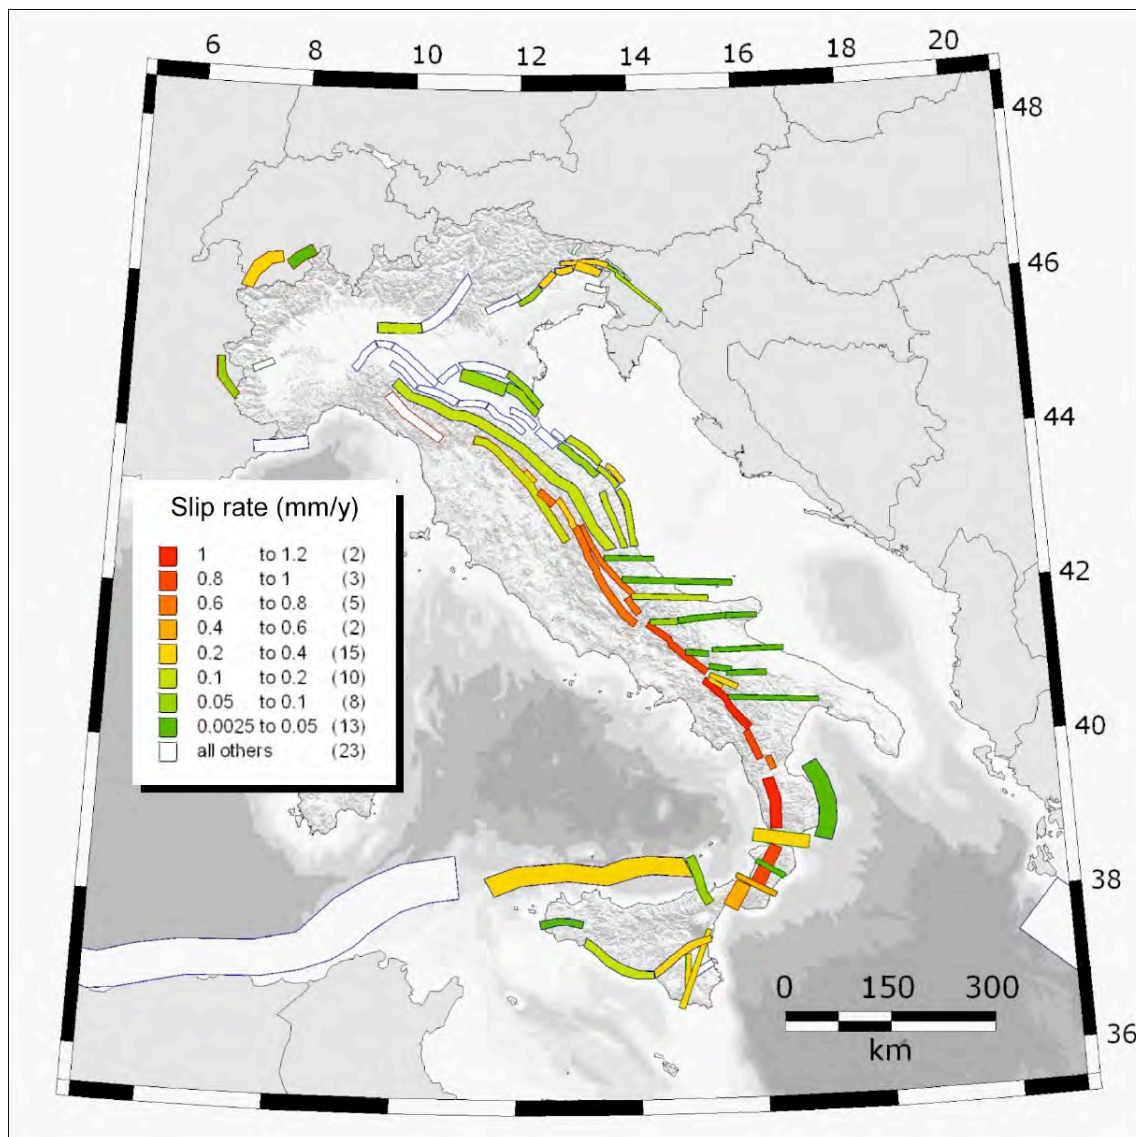 6 8 10 12 14 16 18 20
48
46
44
Slip rate (mm/y)
1 to 1.2 (2)
0.8 to 1 (3)
0.6 to 0.8 (5)
0.4 to 0.6 (2)
0.2 to 0.4 (15)
0.1 to 0.2 (10)
0.05 to 0.1 (8)
0.0025 to 0.05 (13)
all others (23)
42
40
38
0 150 300
km
36